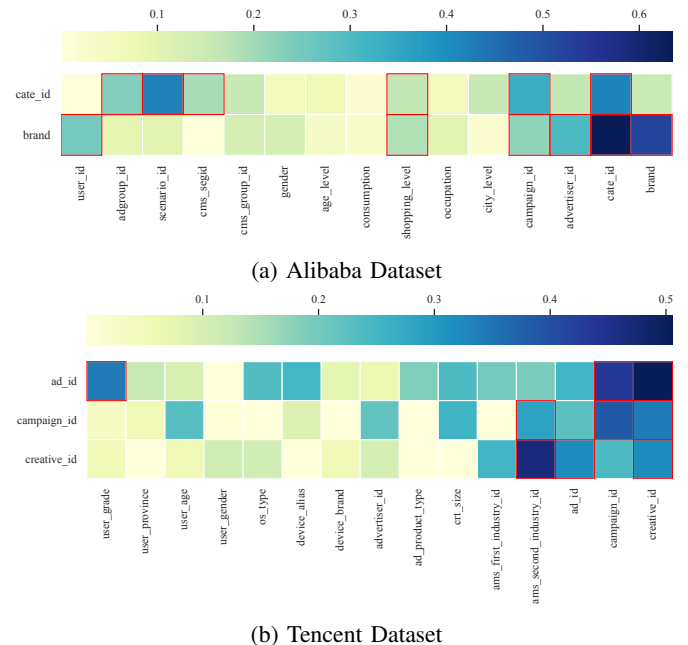 0.1 0.2 0.3 0.4 0.5 0.6
cate_id
brand
user_id adgroup_id scenario_id cms_segid cms_group_id gender age_level consumption shopping_level occupation city_level campaign_id advertiser_id cate_id brand
(a) Alibaba Dataset
0.1 0.2 0.3 0.4 0.5
ad_id
campaign_id
creative_id
user_grade user_province user_age user_gender os_type device_alias device_brand advertiser_id ad_product_type crt_size ams_first_industry_id ams_second_industry_id ad_id campaign_id creative_id
(b) Tencent Dataset